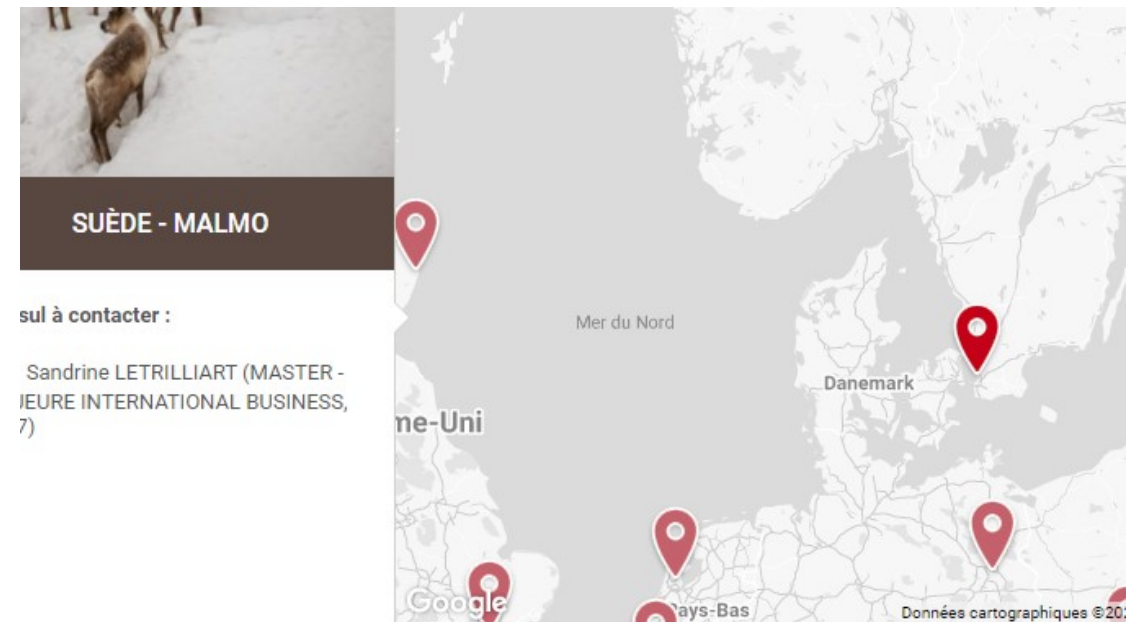 SUÈDE - MALMO
sul à contacter :
Sandrine LETRILLIART (MASTER -
JEURE INTERNATIONAL BUSINESS,
7)
Mer du Nord
Danemark
me-Uni
Pays-Bas
Google
Données cartographiques ©202